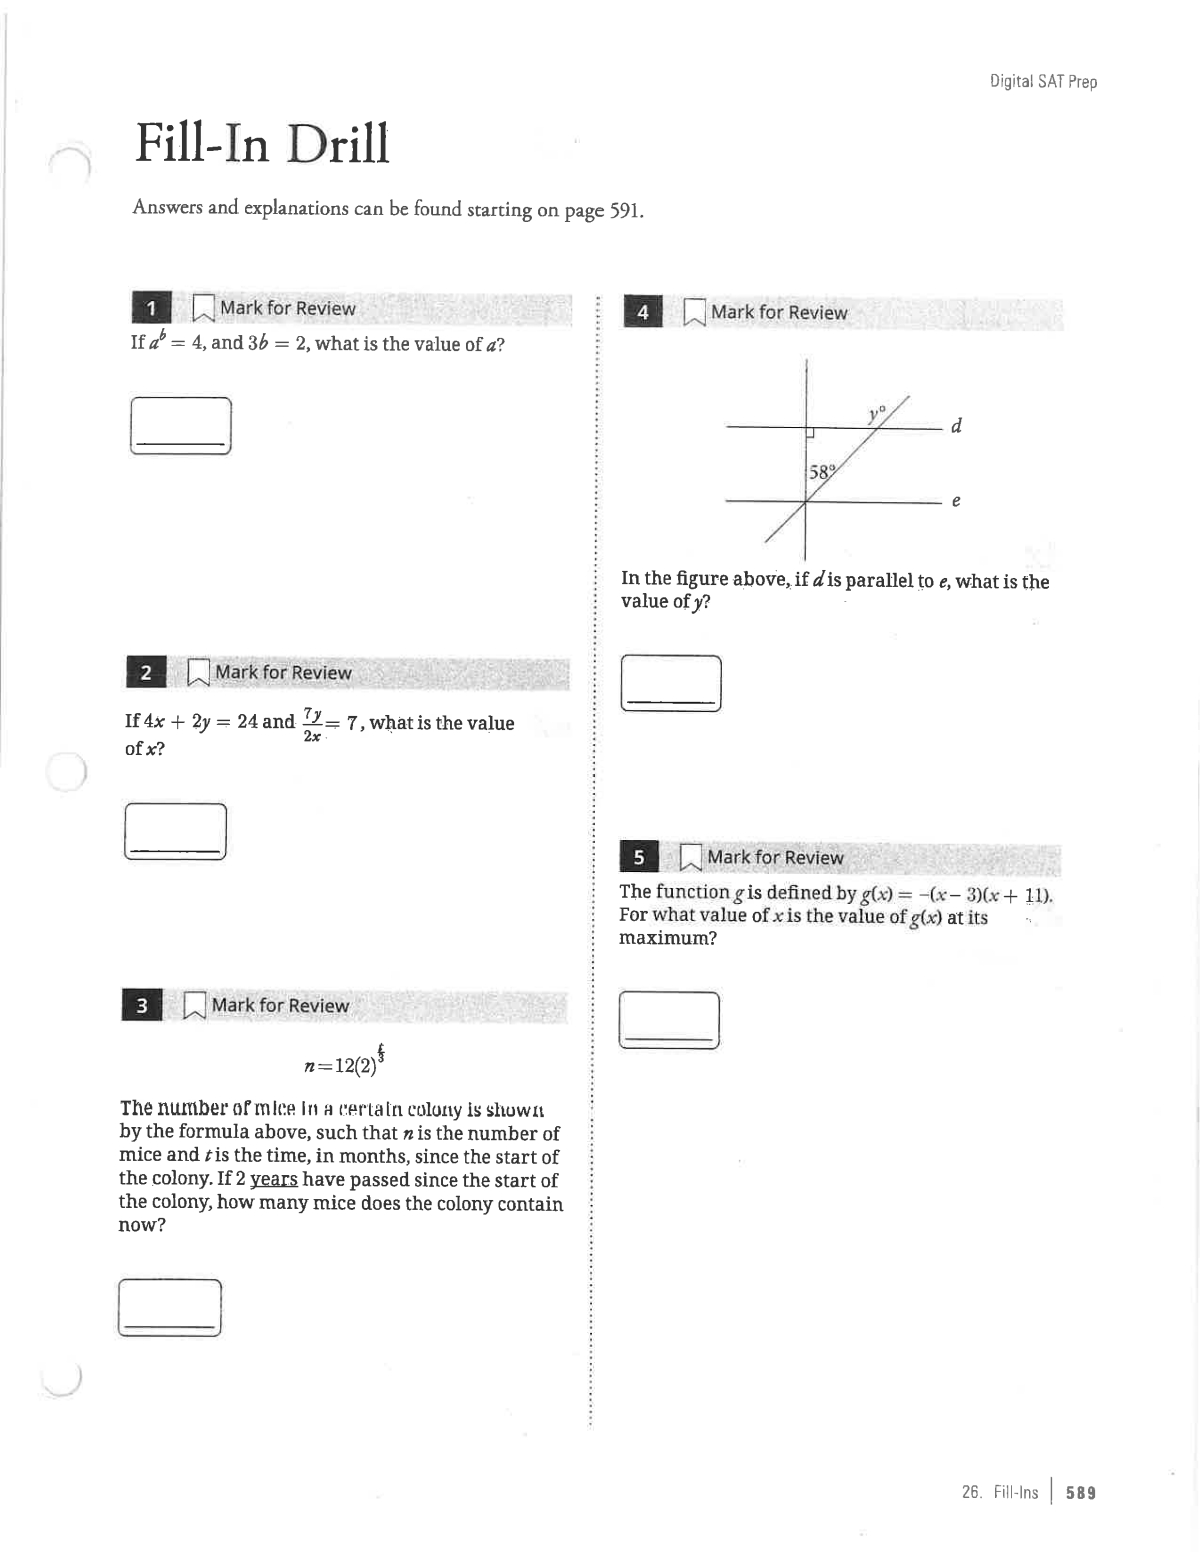 Digital SAT Prep
Fill-In Drill
Answers and explanations can be found starting on page 591.
1 Mark for Review
If aᵇ = 4, and 3b = 2, what is the value of a?
2 Mark for Review
If 4x + 2y = 24 and 7y/2x = 7, what is the value
of x?
3 Mark for Review
n=12(2)^(t/3)
The number of mice in a certain colony is shown
by the formula above, such that n is the number of
mice and t is the time, in months, since the start of
the colony. If 2 years have passed since the start of
the colony, how many mice does the colony contain
now?
4 Mark for Review
y°
d
58°
e
In the figure above, if d is parallel to e, what is the
value of y?
5 Mark for Review
The function g is defined by g(x) = –(x – 3)(x + 11).
For what value of x is the value of g(x) at its
maximum?
26. Fill-Ins | 589